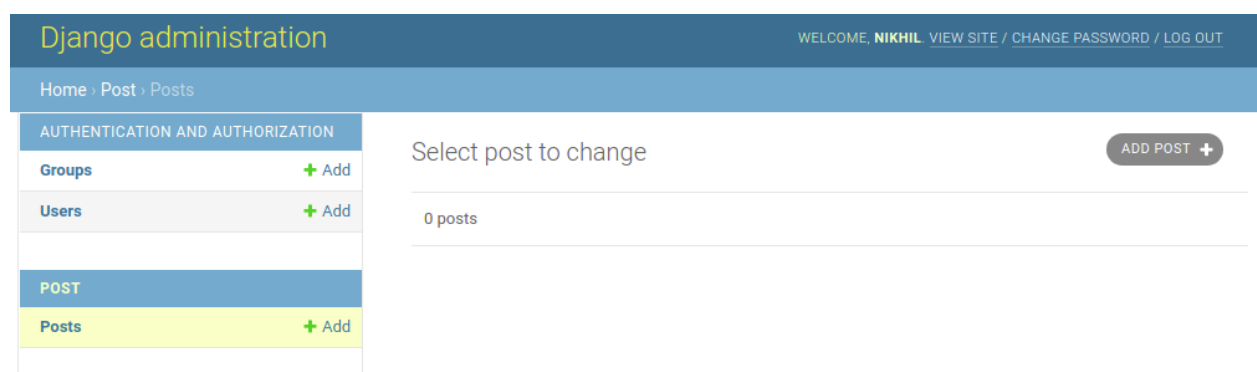 Django administration
WELCOME, NIKHIL. VIEW SITE / CHANGE PASSWORD / LOG OUT
Home › Post › Posts
AUTHENTICATION AND AUTHORIZATION
Groups + Add
Users + Add
POST
Posts + Add
Select post to change
ADD POST +
0 posts